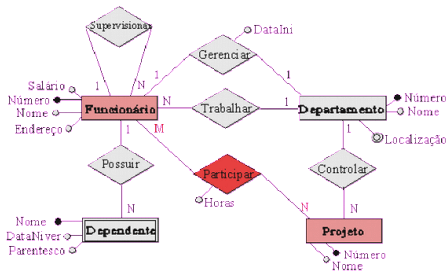 Supervisionar
DataIni
Gerenciar
1
1
Salário
1
N
Número
Nome
Funcionário
N
Trabalhar
1
Departamento
Número
Nome
Endereço
1
M
1
Localização
Possuir
Participar
Controlar
Horas
N
N
N
Nome
DataNiver
Dependente
Parentesco
Projeto
Número
Nome